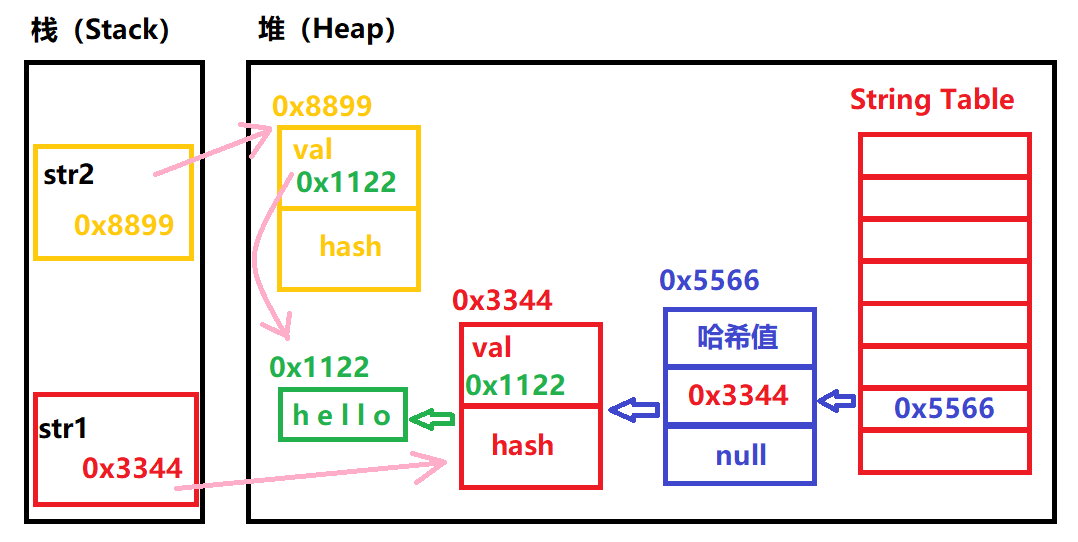 栈（Stack）
堆（Heap）
str2
0x8899
str1
0x3344
0x8899
val
0x1122
hash
0x1122
h e l l o
0x3344
val
0x1122
hash
0x5566
哈希值
0x3344
null
String Table
0x5566